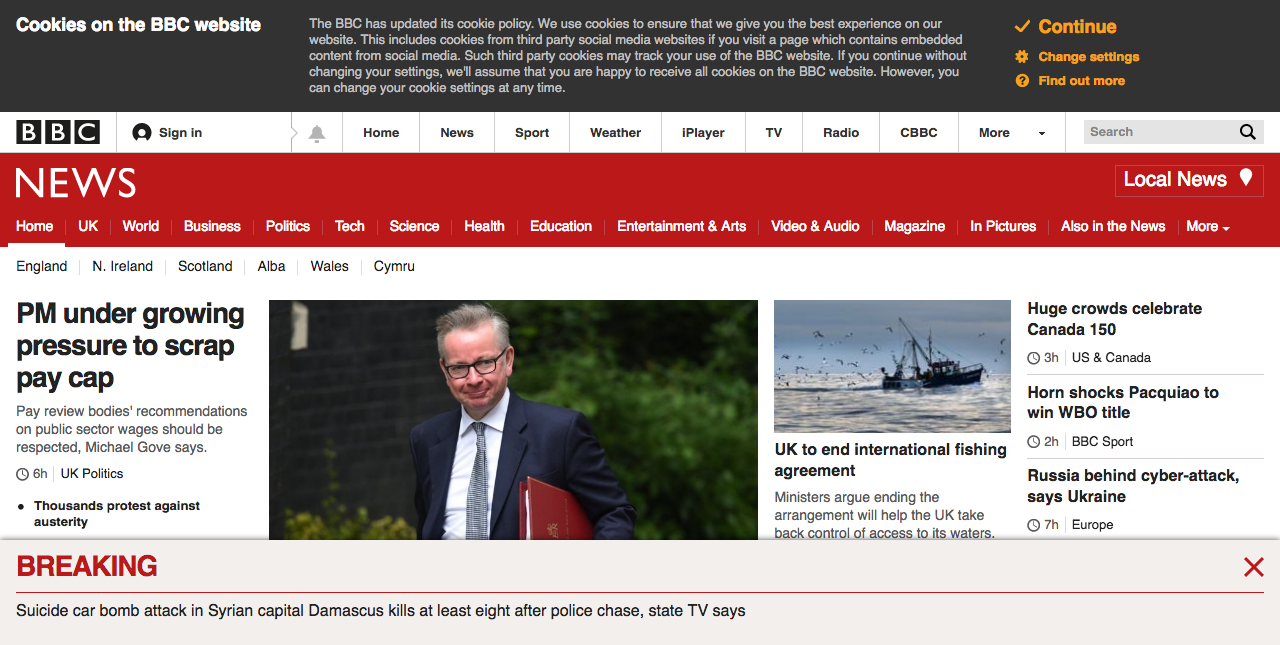 Cookies on the BBC website
The BBC has updated its cookie policy. We use cookies to ensure that we give you the best experience on our
website. This includes cookies from third party social media websites if you visit a page which contains embedded
content from social media. Such third party cookies may track your use of the BBC website. If you continue without
changing your settings, we'll assume that you are happy to receive all cookies on the BBC website. However, you
can change your cookie settings at any time.
Continue
Change settings
Find out more
BBC Sign in Home News Sport Weather iPlayer TV Radio CBBC More Search
NEWS
Local News
Home UK World Business Politics Tech Science Health Education Entertainment & Arts Video & Audio Magazine In Pictures Also in the News More
England N. Ireland Scotland Alba Wales Cymru
PM under growing
pressure to scrap
pay cap
Pay review bodies' recommendations
on public sector wages should be
respected, Michael Gove says.
6h UK Politics
Thousands protest against
austerity
UK to end international fishing
agreement
Ministers argue ending the
arrangement will help the UK take
back control of access to its waters.
Huge crowds celebrate
Canada 150
3h US & Canada
Horn shocks Pacquiao to
win WBO title
2h BBC Sport
Russia behind cyber-attack,
says Ukraine
7h Europe
BREAKING
Suicide car bomb attack in Syrian capital Damascus kills at least eight after police chase, state TV says